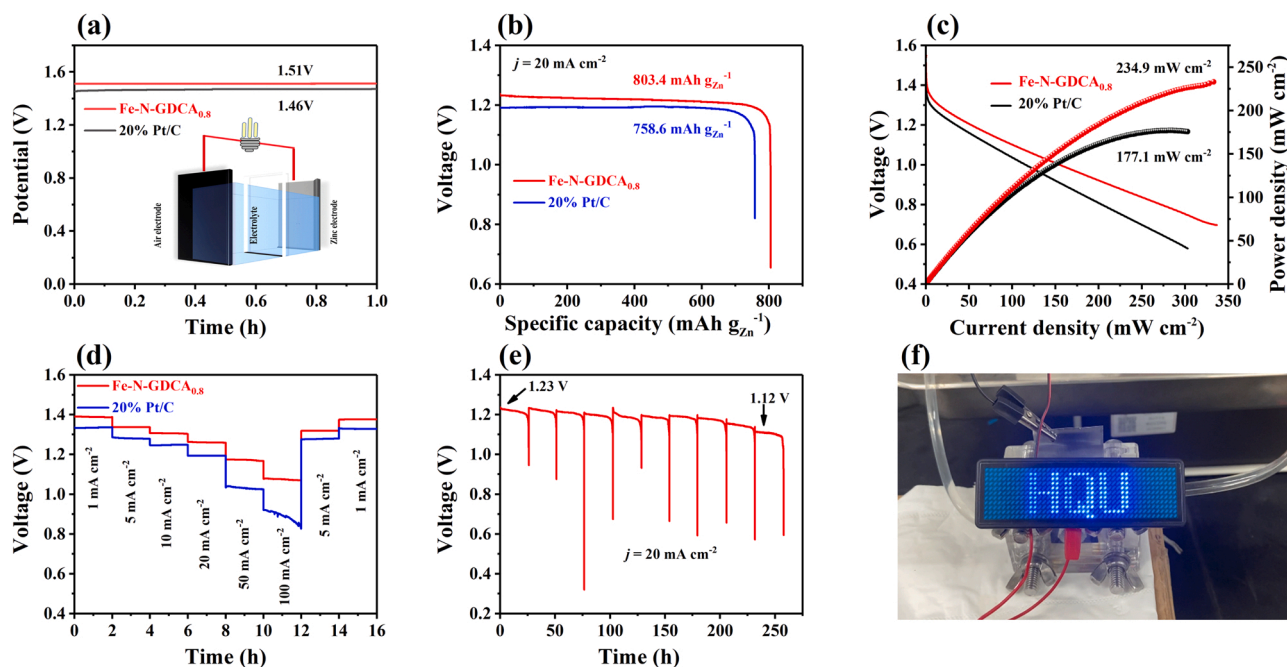 (a)
Potential (V)
1.6
1.2
0.8
0.4
0.0
1.51V
1.46V
Fe-N-GDCA0.8
20% Pt/C
Air electrode
Electrolyte
Zinc electrode
0.0 0.2 0.4 0.6 0.8 1.0
Time (h)
(b)
Voltage (V)
1.4
1.2
1.0
0.8
0.6
j = 20 mA cm-2
803.4 mAh gZn-1
758.6 mAh gZn-1
Fe-N-GDCA0.8
20% Pt/C
0 200 400 600 800
Specific capacity (mAh gZn-1)
(c)
Voltage (V)
1.6
1.4
1.2
1.0
0.8
0.6
0.4
234.9 mW cm-2
Fe-N-GDCA0.8
20% Pt/C
177.1 mW cm-2
250
200
150
100
50
0
Power density (mW cm-2)
0 50 100 150 200 250 300 350
Current density (mW cm-2)
(d)
Voltage (V)
1.6
1.4
1.2
1.0
0.8
0.6
0.4
Fe-N-GDCA0.8
20% Pt/C
1 mA cm-2
5 mA cm-2
10 mA cm-2
20 mA cm-2
50 mA cm-2
100 mA cm-2
5 mA cm-2
1 mA cm-2
0 2 4 6 8 10 12 14 16
Time (h)
(e)
Voltage (V)
1.4
1.2
1.0
0.8
0.6
0.4
0.2
1.23 V
1.12 V
j = 20 mA cm-2
0 50 100 150 200 250
Time (h)
(f)
HQU